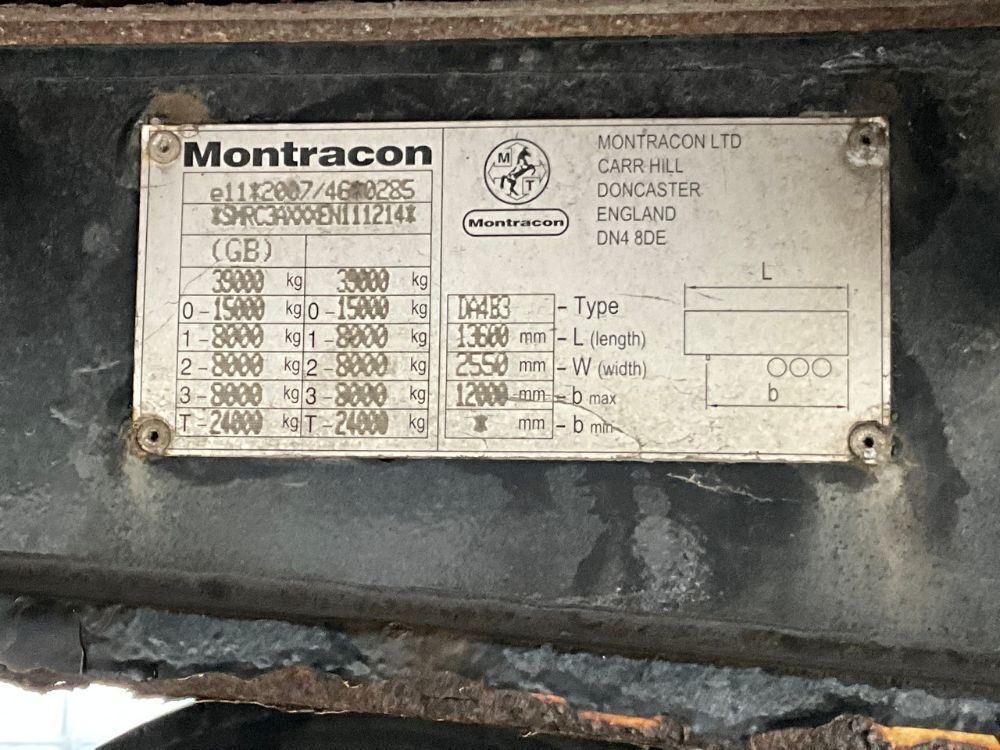 Montracon
e11*2007/46*0285
*SMRC3AXXXEN111214*
(GB)
39000 kg 39000 kg
0-15000 kg 0-15000 kg
1-8000 kg 1-8000 kg
2-8000 kg 2-8000 kg
3-8000 kg 3-8000 kg
T-24000 kg T-24000 kg
M T
Montracon
MONTRACON LTD
CARR HILL
DONCASTER
ENGLAND
DN4 8DE
DA4B3 - Type
13600 mm - L (length)
2550 mm - W (width)
12000 mm - b max
* mm - b min
L
b